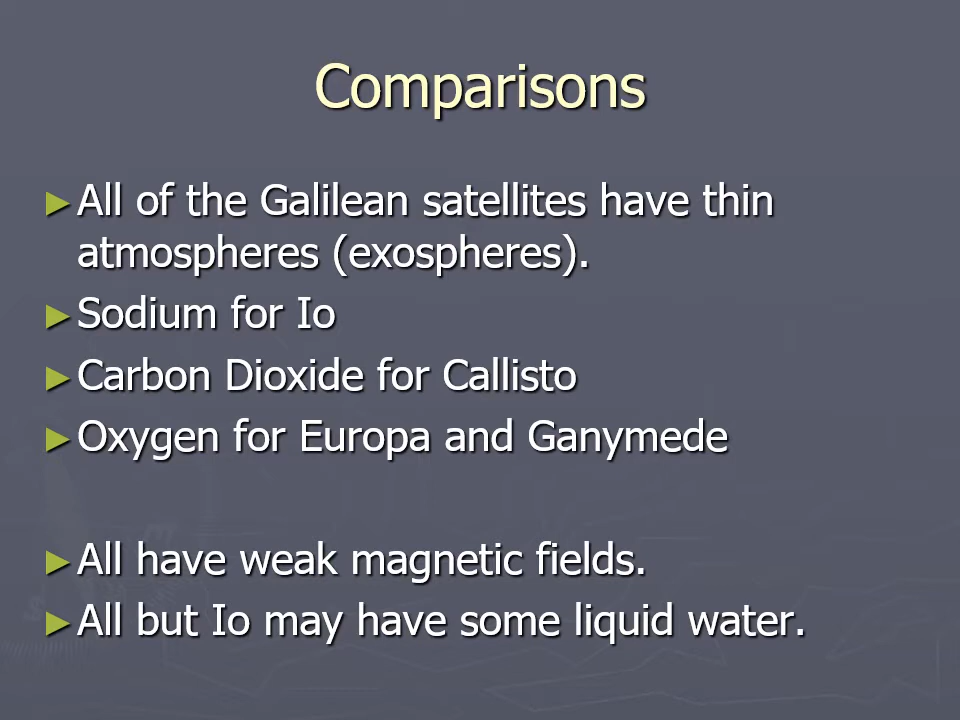 Comparisons
►All of the Galilean satellites have thin
atmospheres (exospheres).
►Sodium for Io
►Carbon Dioxide for Callisto
►Oxygen for Europa and Ganymede
►All have weak magnetic fields.
►All but Io may have some liquid water.